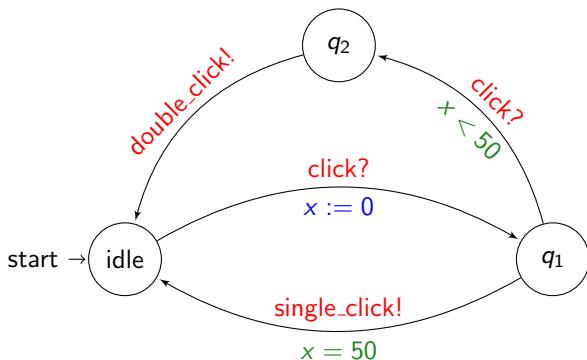 q₂
double_click!
click?
x < 50
click?
x := 0
start
idle
q₁
single_click!
x = 50